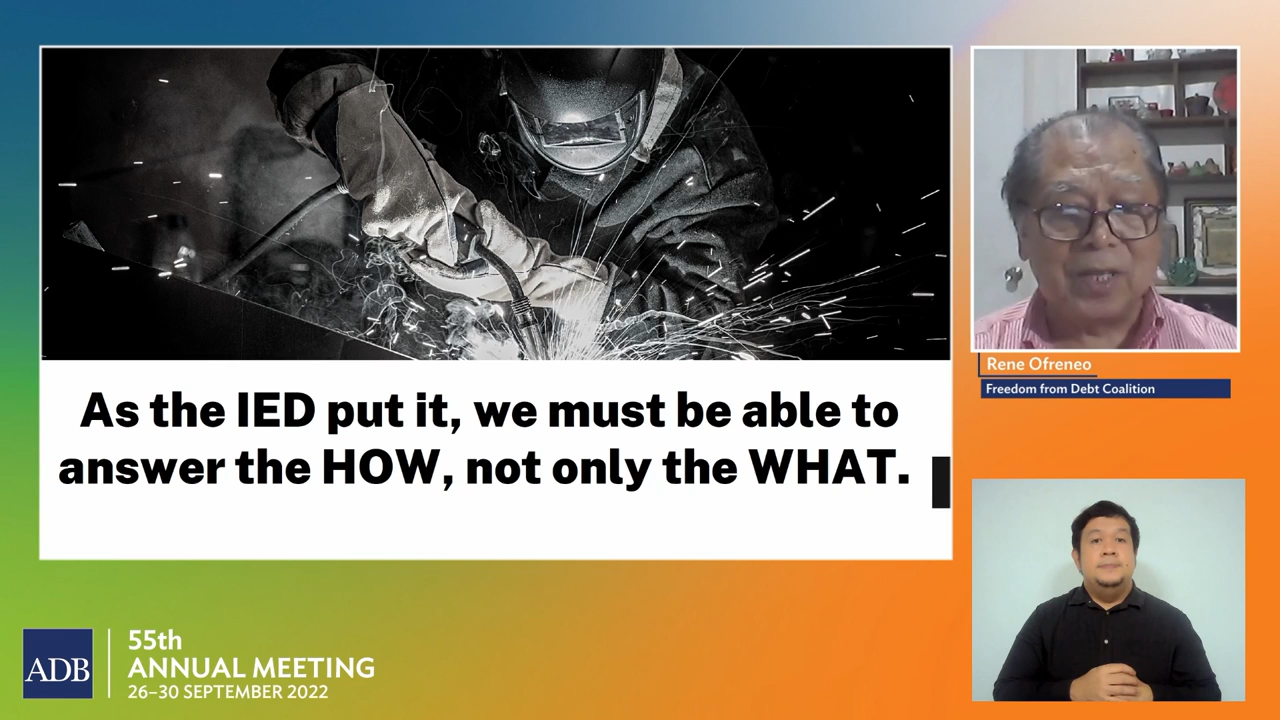 As the IED put it, we must be able to
answer the HOW, not only the WHAT.
Rene Ofreneo
Freedom from Debt Coalition
ADB
55th
ANNUAL MEETING
26–30 SEPTEMBER 2022